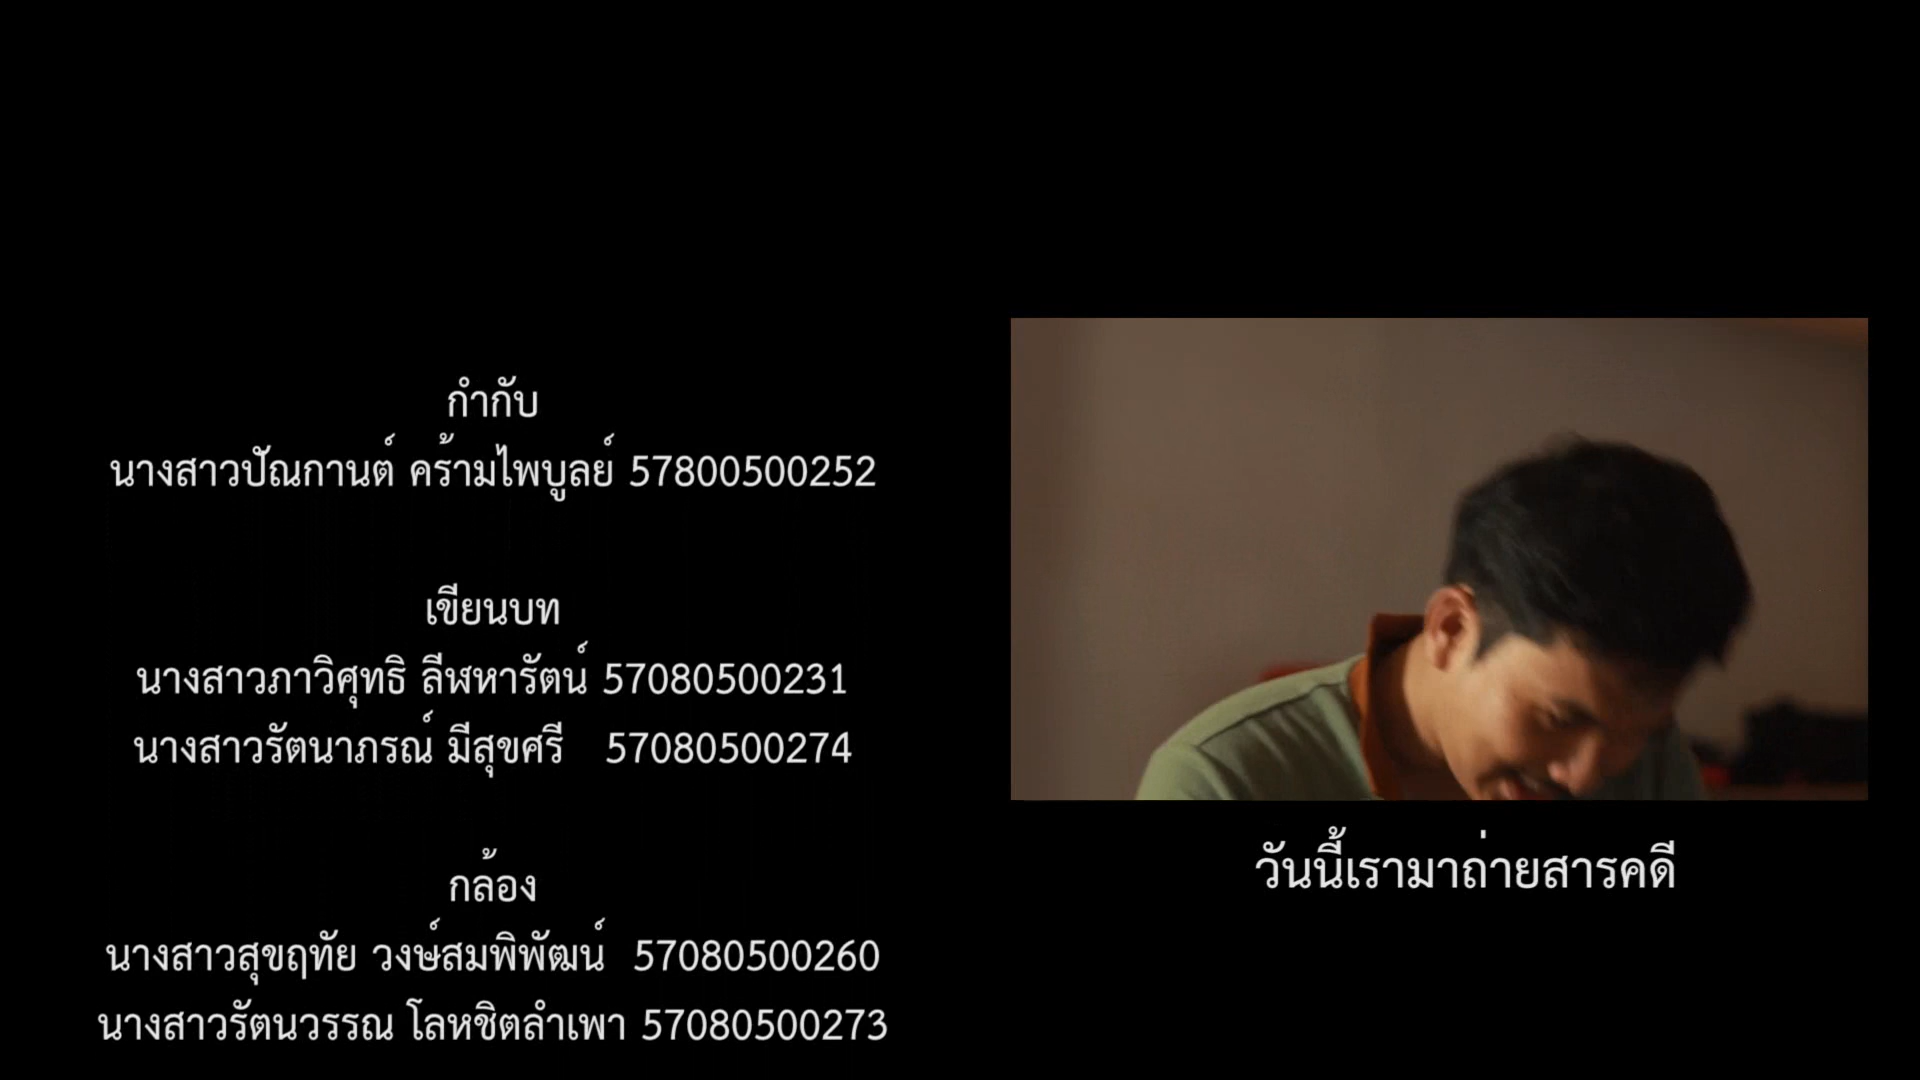 กำกับ
นางสาวปัณกานต์ คร้ามไพบูลย์ 57800500252
เขียนบท
นางสาวภาวิศุทธิ ลีฬหารัตน์ 57080500231
นางสาวรัตนาภรณ์ มีสุขศรี 57080500274
กล้อง
นางสาวสุขฤทัย วงษ์สมพิพัฒน์ 57080500260
นางสาวรัตนวรรณ โลหชิตลำเพา 57080500273
วันนี้เรามาถ่ายสารคดี